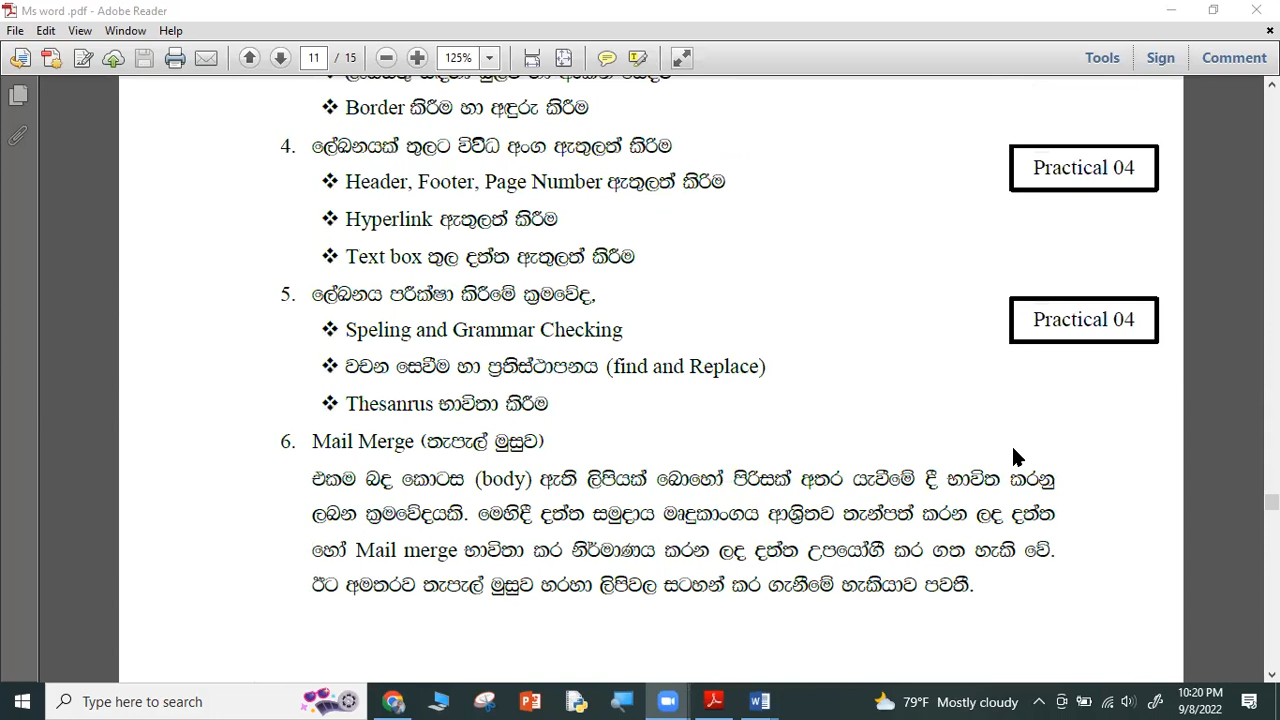 Ms word .pdf - Adobe Reader
File Edit View Window Help
11 / 15 125% Tools Sign Comment
❖ Border කිරීම හා අඳුරු කිරීම
4. ලේඛනයක් තුලට විවිධ අංග ඇතුලත් කිරීම
Practical 04
❖ Header, Footer, Page Number ඇතුලත් කිරීම
❖ Hyperlink ඇතුලත් කිරීම
❖ Text box තුල දත්ත ඇතුලත් කිරීම
5. ලේඛනය පරීක්ෂා කිරීමේ ක්‍රමවේද,
Practical 04
❖ Speling and Grammar Checking
❖ වචන සෙවීම හා ප්‍රතිස්ථාපනය (find and Replace)
❖ Thesanrus භාවිතා කිරීම
6. Mail Merge (තැපැල් මුසුව)
එකම බඳ කොටස (body) ඇති ලිපියක් බොහෝ පිරිසක් අතර යැවීමේ දී භාවිත කරනු
ලබන ක්‍රමවේදයකි. මෙහිදී දත්ත සමුදාය මෘදුකාංගය ආශ්‍රිතව තැන්පත් කරන ලද දත්ත
හෝ Mail merge භාවිතා කර නිර්මාණය කරන ලද දත්ත උපයෝගී කර ගත හැකි වේ.
ඊට අමතරව තැපැල් මුසුව හරහා ලිපිවල සටහන් කර ගැනීමේ හැකියාව පවතී.
Type here to search
79°F Mostly cloudy
10:20 PM
9/8/2022